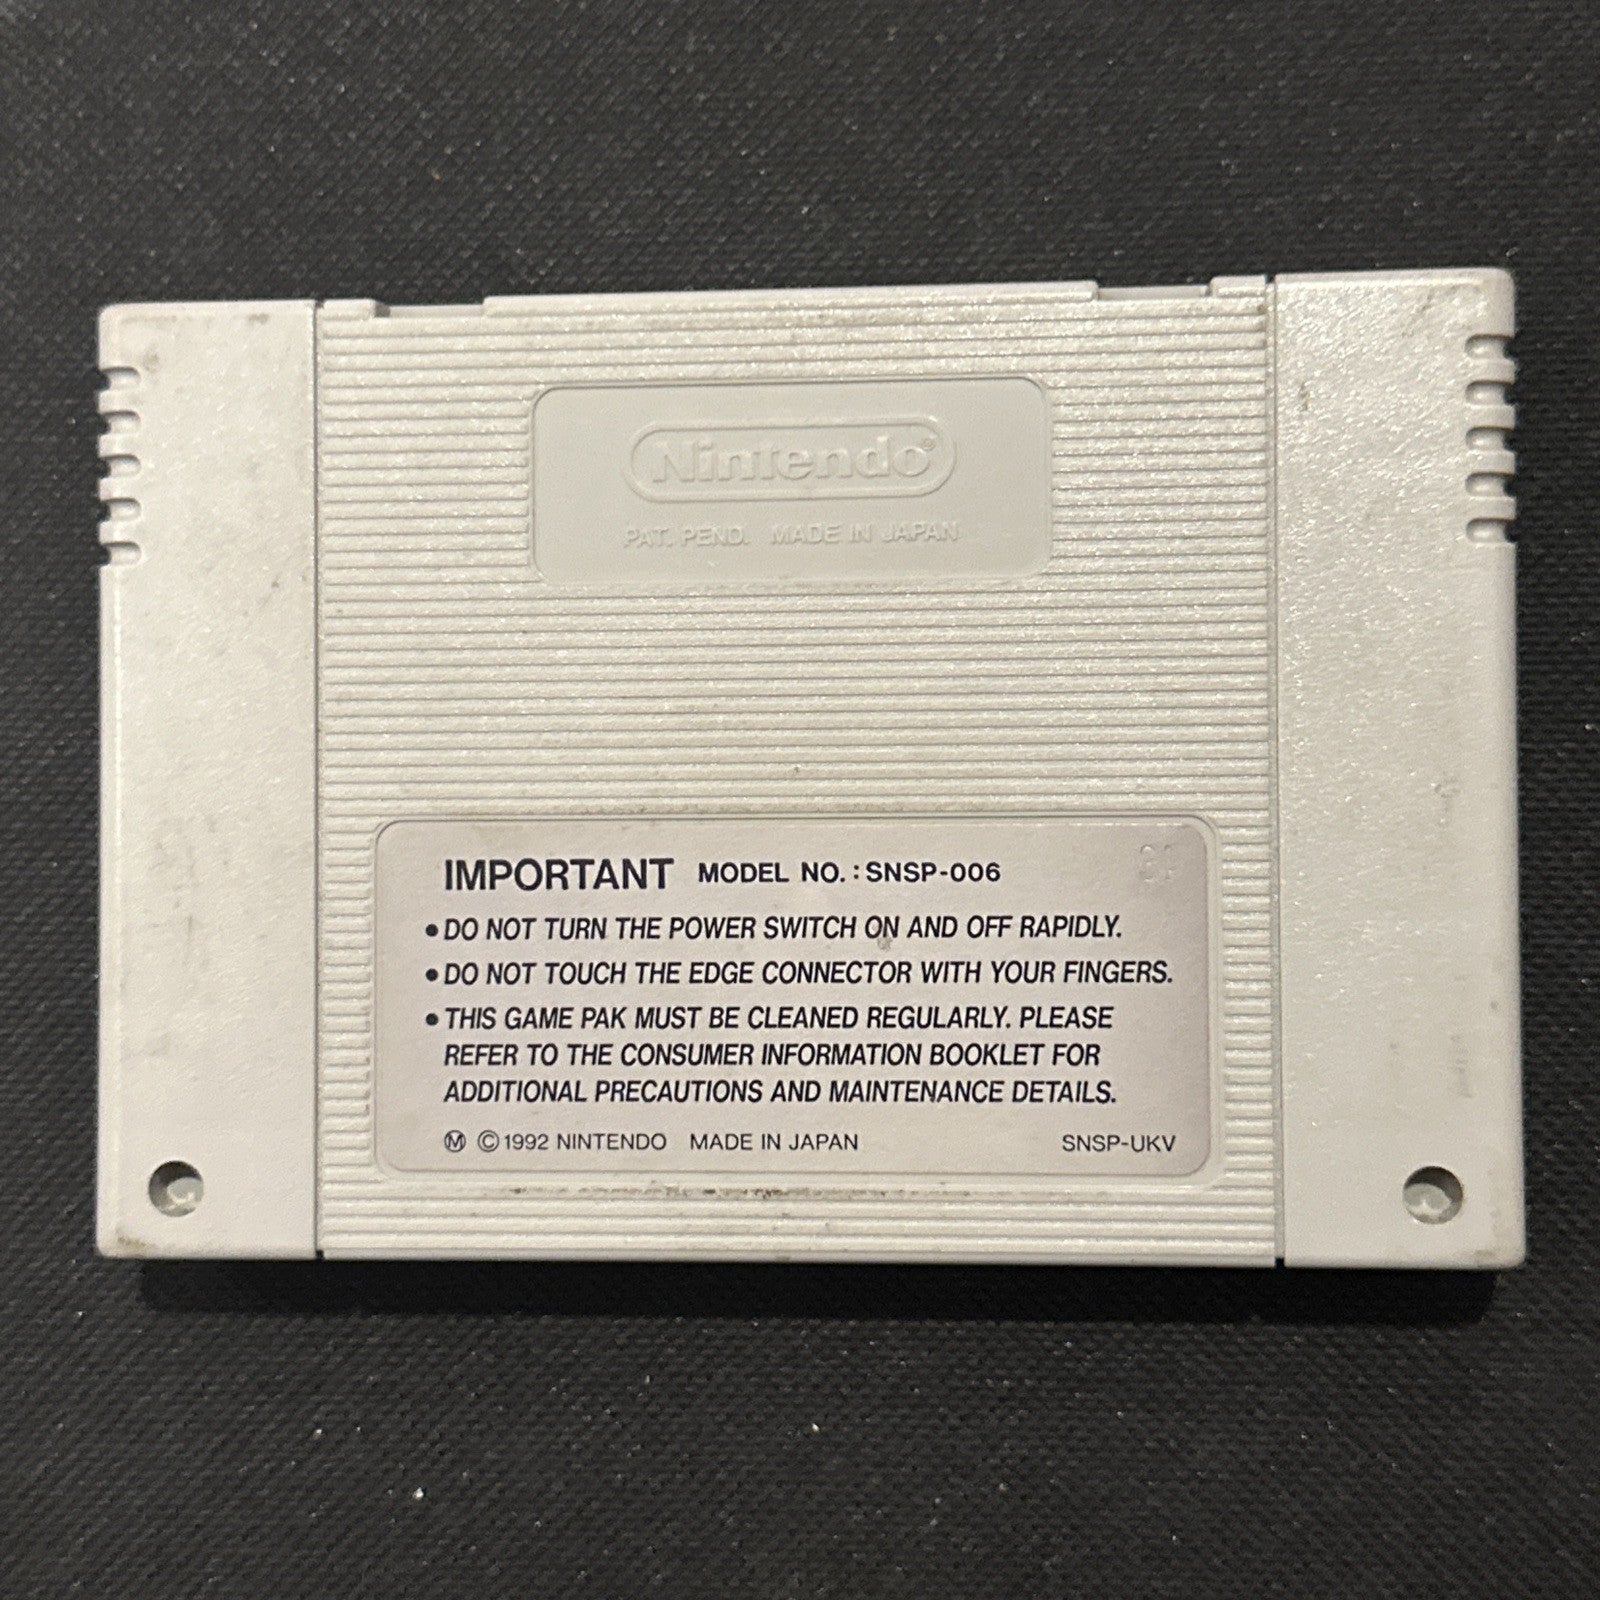 Nintendo®
PAT. PEND. MADE IN JAPAN
IMPORTANT MODEL NO.: SNSP-006
• DO NOT TURN THE POWER SWITCH ON AND OFF RAPIDLY.
• DO NOT TOUCH THE EDGE CONNECTOR WITH YOUR FINGERS.
• THIS GAME PAK MUST BE CLEANED REGULARLY. PLEASE
REFER TO THE CONSUMER INFORMATION BOOKLET FOR
ADDITIONAL PRECAUTIONS AND MAINTENANCE DETAILS.
Ⓜ ©1992 NINTENDO MADE IN JAPAN SNSP-UKV